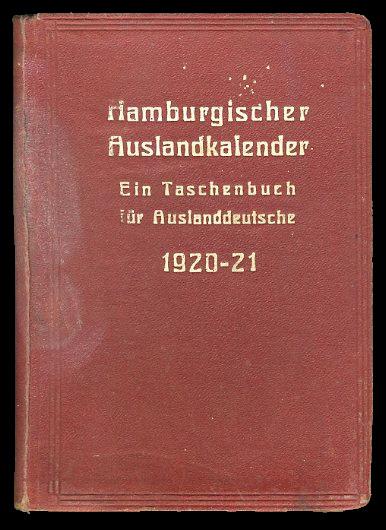 Hamburgischer
Auslandkalender
Ein Taschenbuch
für Auslanddeutsche
1920-21